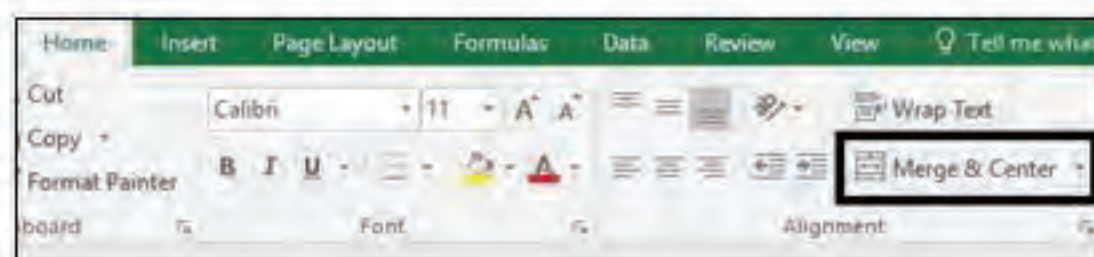 Home Insert Page Layout Formulas Data Review View Tell me what
Cut
Calibri 11 A A Wrap Text
Copy
B I U A Merge & Center
Format Painter
board Font Alignment